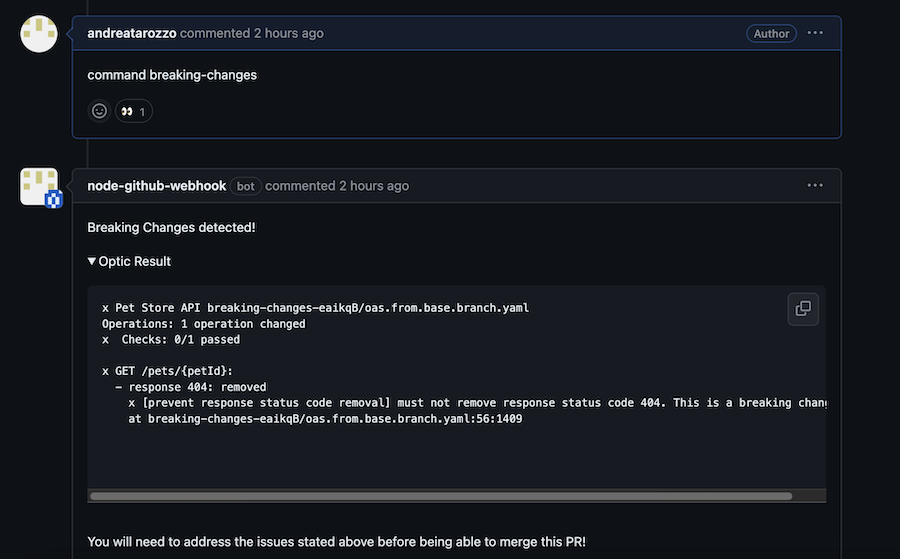 andreatarozzo commented 2 hours ago Author ...
command breaking-changes
👀 1
node-github-webhook bot commented 2 hours ago ...
Breaking Changes detected!
▼ Optic Result
x Pet Store API breaking-changes-eaikqB/oas.from.base.branch.yaml
Operations: 1 operation changed
x  Checks: 0/1 passed
x GET /pets/{petId}:
– response 404: removed
x [prevent response status code removal] must not remove response status code 404. This is a breaking
at breaking-changes-eaikqB/oas.from.base.branch.yaml:56:1409
You will need to address the issues stated above before being able to merge this PR!